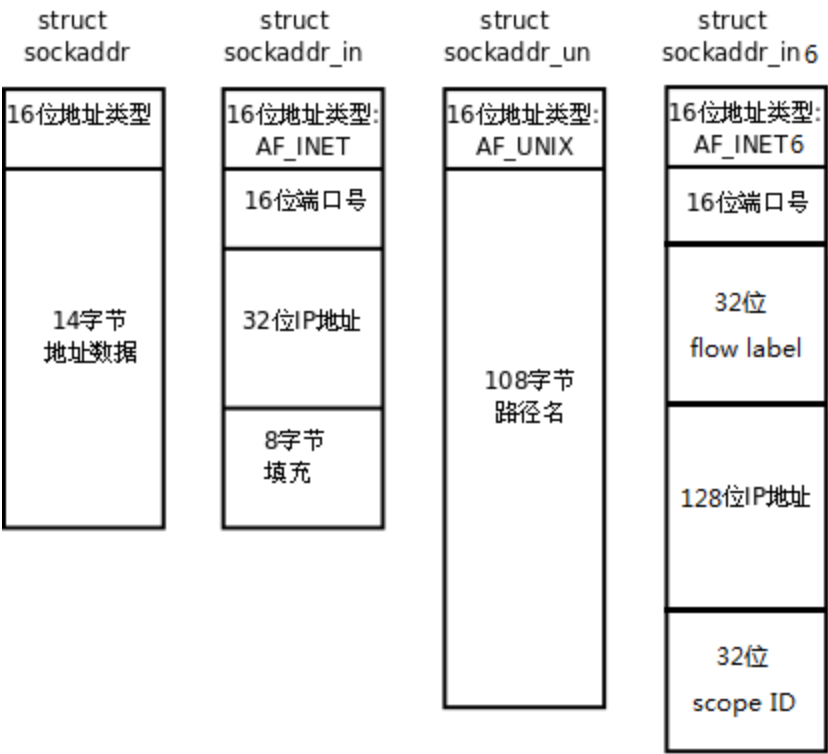 struct
sockaddr
16位地址类型
14字节
地址数据
struct
sockaddr_in
16位地址类型:
AF_INET
16位端口号
32位IP地址
8字节
填充
struct
sockaddr_un
16位地址类型:
AF_UNIX
108字节
路径名
struct
sockaddr_in6
16位地址类型:
AF_INET6
16位端口号
32位
flow label
128位IP地址
32位
scope ID